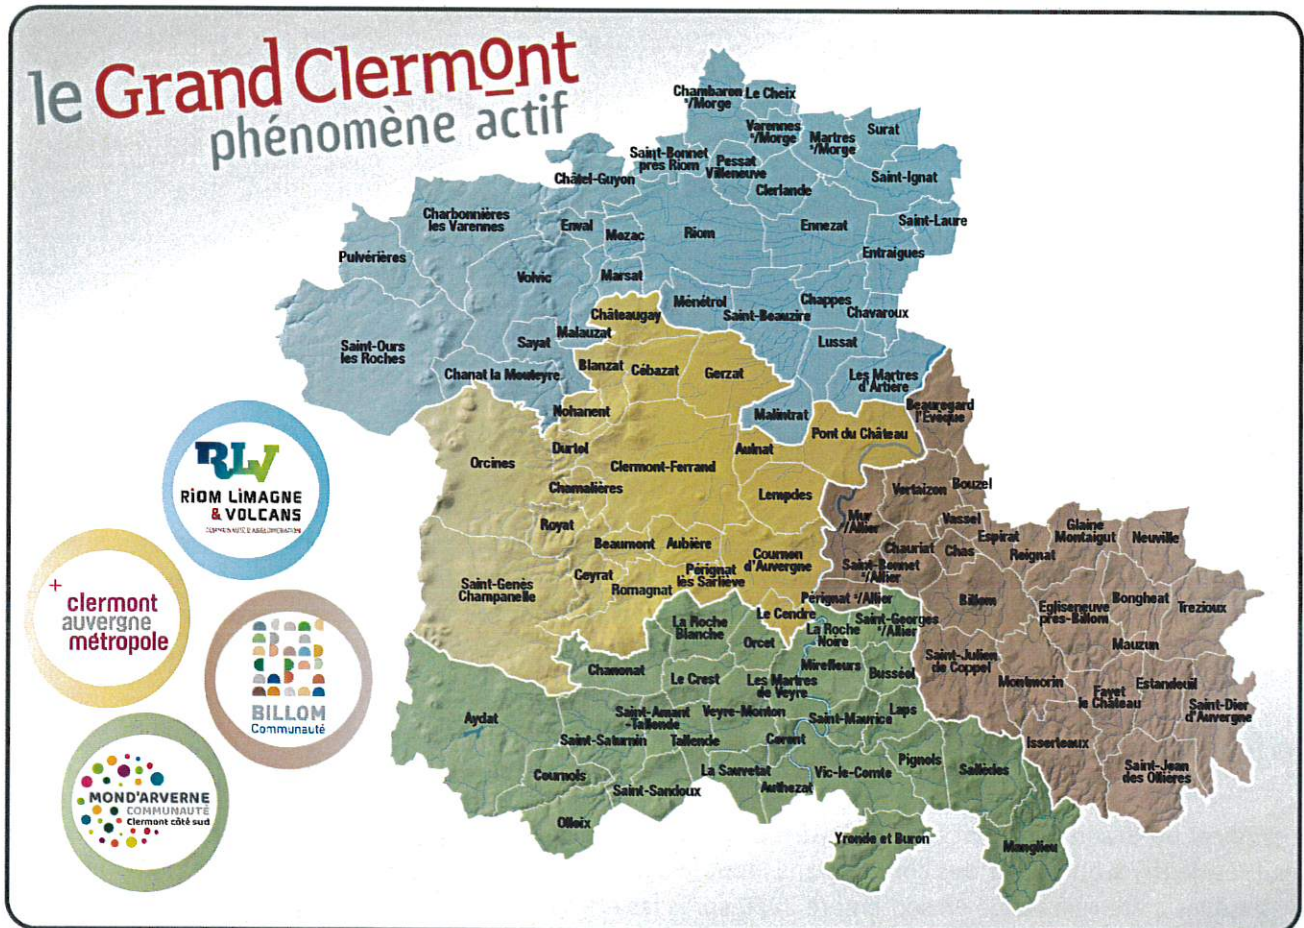 le Grand Clermont
phénomène actif
Chambaron
s/Morge
Le Cheix
Varennes
s/Morge
Martres
s/Morge
Surat
Saint-Bonnet
près Riom
Pessat
Villeneuve
Châtel-Guyon
Clerlande
Saint-Ignat
Charbonnières
les Varennes
Enval
Mozac
Riom
Ennezat
Saint-Laure
Pulvérières
Entraigues
Volvic
Marsat
Ménétrol
Chappes
Châteaugay
Saint-Beauzire
Chavaroux
Malauzat
Saint-Ours
les Roches
Sayat
Lussat
Blanzat
Cébazat
Gerzat
Chanat la Mouteyre
Les Martres
d'Artière
Nohanent
Malintrat
Beauregard
l'Evèque
Pont du Château
Durtol
Aulnat
Orcines
Clermont-Ferrand
Chamalières
Lempdes
Vertaizon
Bouzel
Royat
Mur
/Allier
Vassel
Espirat
Glaine
Montaigut
Neuville
Beaumont
Aubière
Cournon
d'Auvergne
Chauriat
Chas
Reignat
Saint-Bonnet
s/Allier
Saint-Genès
Champanelle
Ceyrat
Romagnat
Pérignat
lès Sarliève
Pérignat s/Allier
Billom
Egliseneuve
près-Billom
Bongheat
Trezioux
Le Cendre
La Roche
Blanche
Orcet
La Roche
Noire
Saint-Georges
s/Allier
Mauzun
Chamonat
Le Crest
Les Martres
de Veyre
Mirefleurs
Busséol
Saint-Julien
de Coppel
Montmorin
Fayet
le Château
Estandeuil
Saint-Dier
d'Auvergne
Aydat
Saint-Amant
-Tallende
Veyre-Monton
Saint-Maurice
Laps
Saint-Saturnin
Tallende
Corent
Isserteaux
Saint-Jean
des Ollières
Cournols
La Sauvetat
Vic-le-Comte
Pignols
Sallèdes
Saint-Sandoux
Authezat
Olloix
Yronde et Buron
Manglieu
RLV
RiOM LiMAGNE
& VOLCANS
COMMUNAUTÉ D'AGGLOMÉRATION
+
clermont
auvergne
métropole
BILLOM
Communauté
MOND'ARVERNE
COMMUNAUTÉ
Clermont côté sud